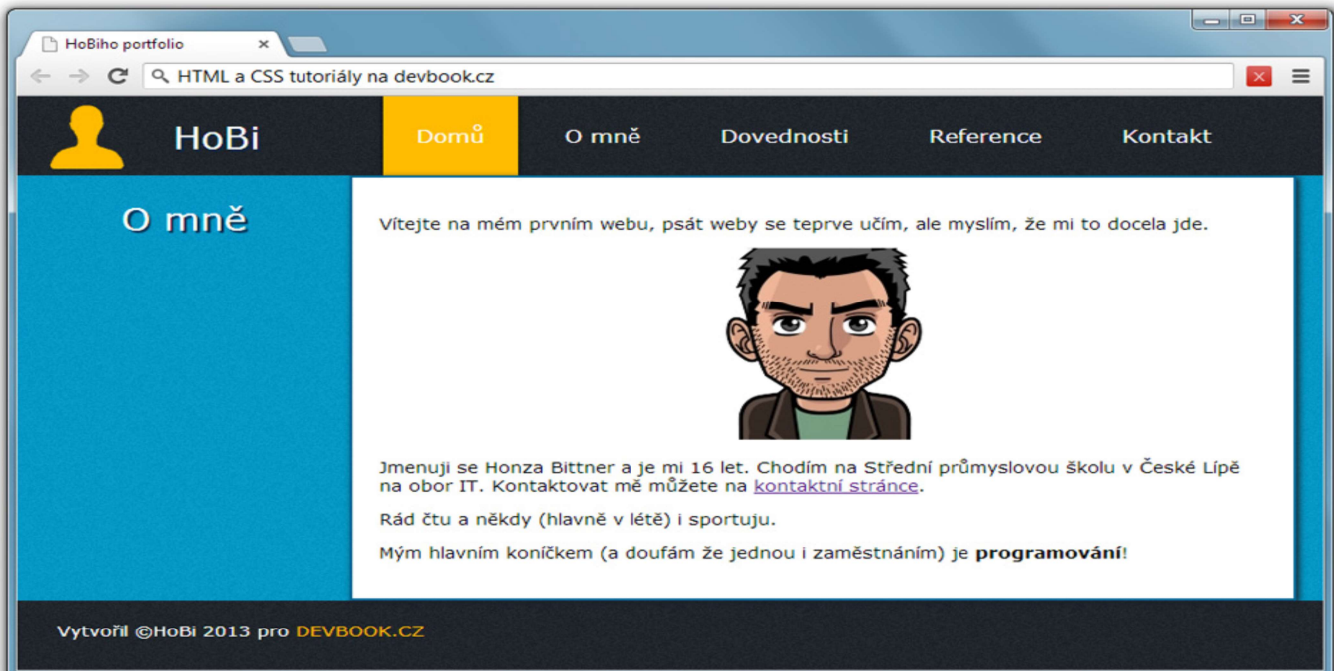 HoBiho portfolio
HTML a CSS tutoriály na devbook.cz
HoBi
Domů
O mně
Dovednosti
Reference
Kontakt
O mně
Vítejte na mém prvním webu, psát weby se teprve učím, ale myslím, že mi to docela jde.
Jmenuji se Honza Bittner a je mi 16 let. Chodím na Střední průmyslovou školu v České Lípě
na obor IT. Kontaktovat mě můžete na kontaktní stránce.
Rád čtu a někdy (hlavně v létě) i sportuju.
Mým hlavním koníčkem (a doufám že jednou i zaměstnáním) je programování!
Vytvořil ©HoBi 2013 pro DEVBOOK.CZ